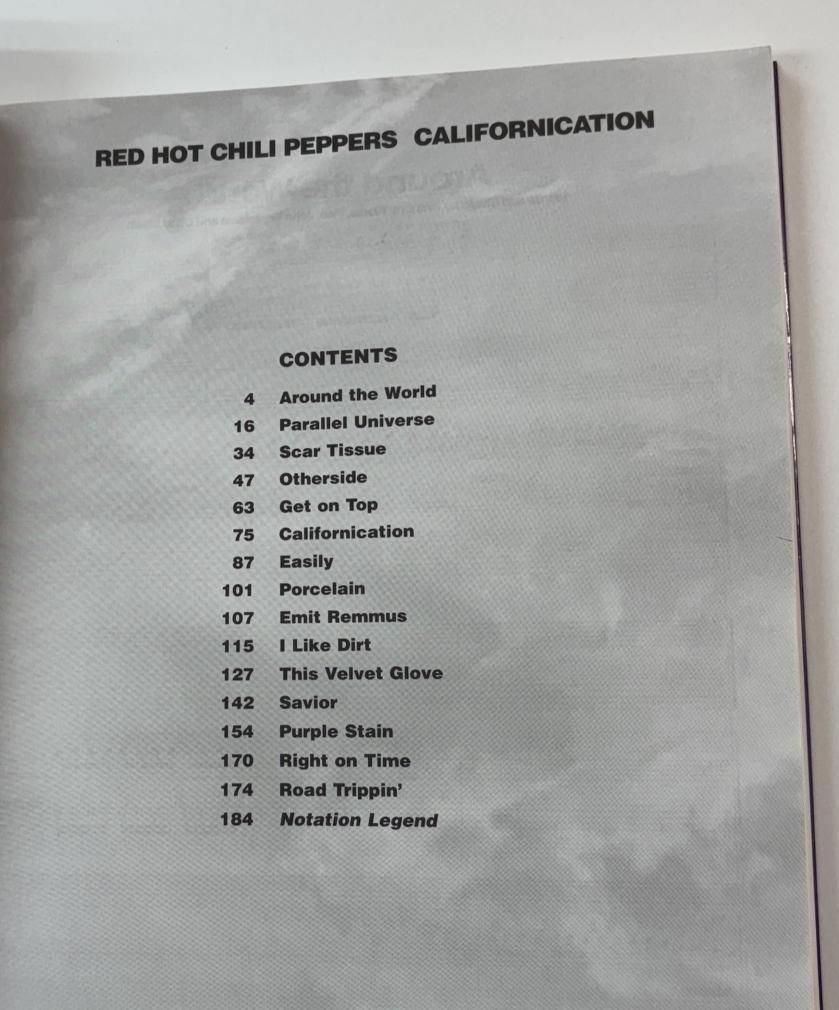 RED HOT CHILI PEPPERS CALIFORNICATION
CONTENTS
4 Around the World
16 Parallel Universe
34 Scar Tissue
47 Otherside
63 Get on Top
75 Californication
87 Easily
101 Porcelain
107 Emit Remmus
115 I Like Dirt
127 This Velvet Glove
142 Savior
154 Purple Stain
170 Right on Time
174 Road Trippin’
184 Notation Legend